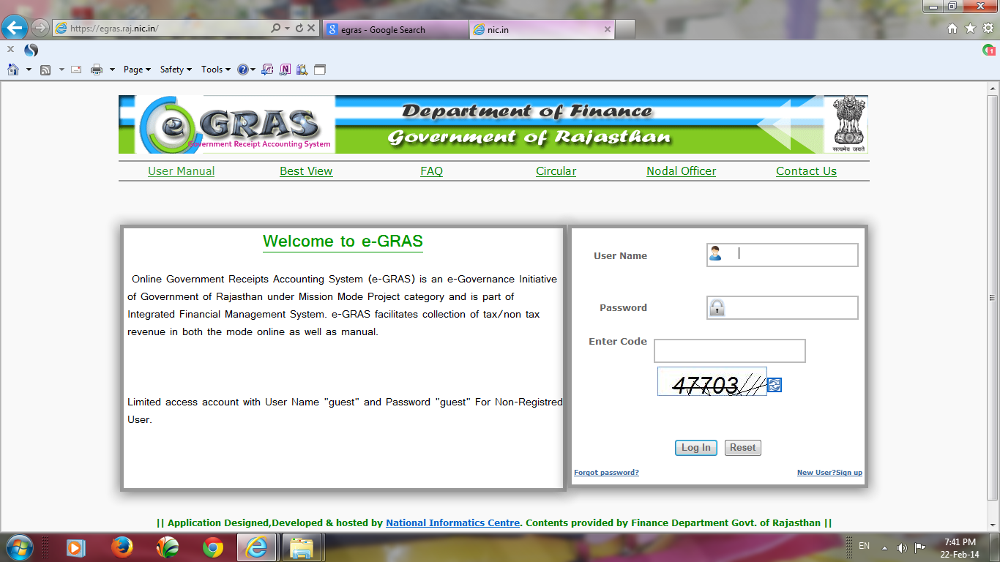 https://egras.raj.nic.in/
egras - Google Search
nic.in
1
Page
Safety
Tools
e GRAS
Government Receipt Accounting System
Department of Finance
Government of Rajasthan
सत्यमेव जयते
User Manual
Best View
FAQ
Circular
Nodal Officer
Contact Us
Welcome to e-GRAS
Online Government Receipts Accounting System (e-GRAS) is an e-Governance Initiative
of Government of Rajasthan under Mission Mode Project category and is part of
Integrated Financial Management System. e-GRAS facilitates collection of tax/non tax
revenue in both the mode online as well as manual.
Limited access account with User Name "guest" and Password "guest" For Non-Registred
User.
User Name
Password
Enter Code
47703
Log In
Reset
Forgot password?
New User?Sign up
|| Application Designed,Developed & hosted by National Informatics Centre. Contents provided by Finance Department Govt. of Rajasthan ||
EN
7:41 PM
22-Feb-14